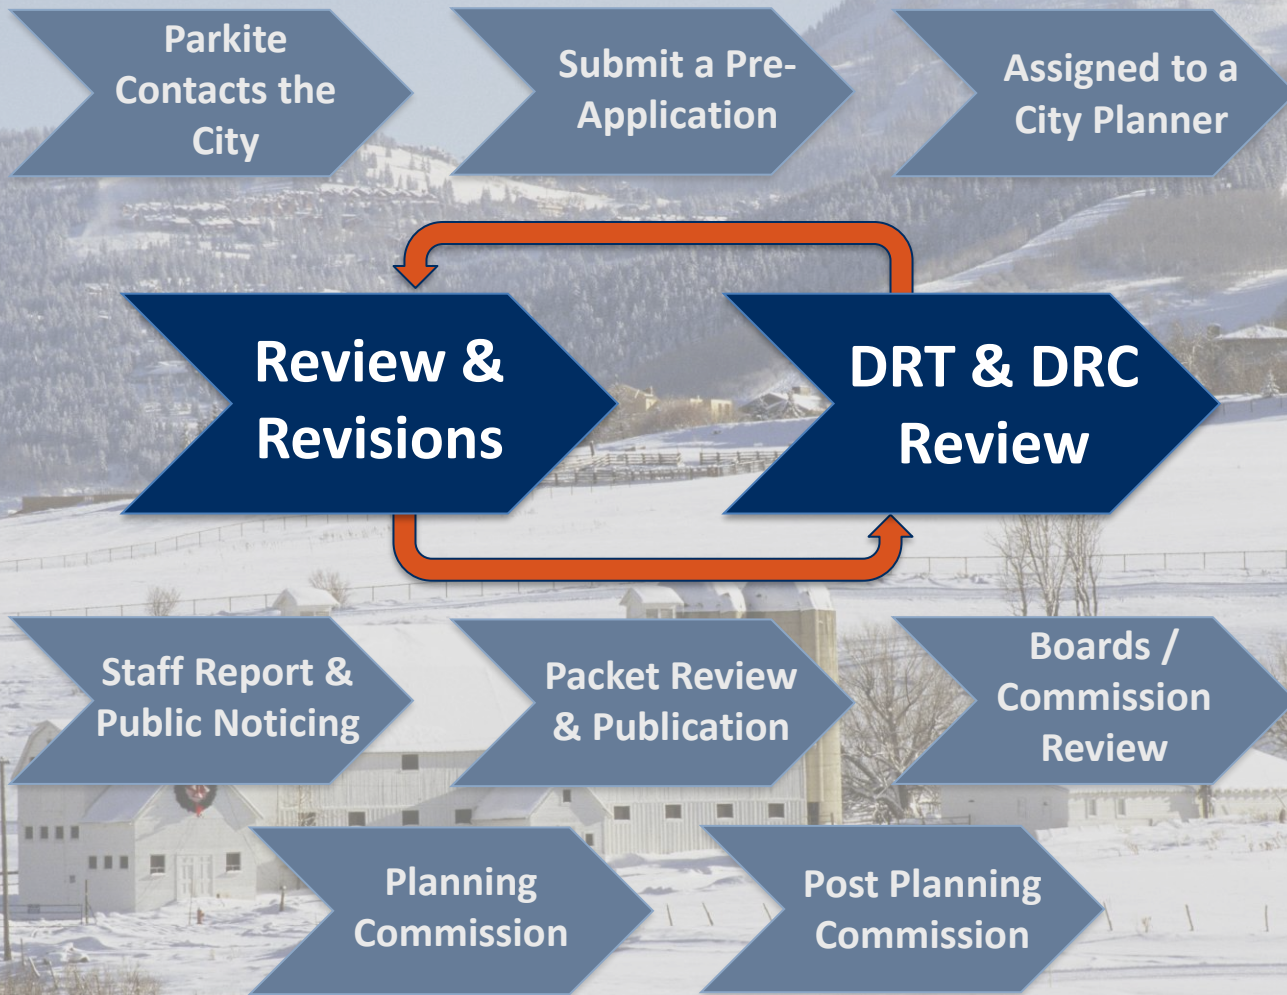 Parkite
Contacts the
City
Submit a Pre-
Application
Assigned to a
City Planner
Review &
Revisions
DRT & DRC
Review
Staff Report &
Public Noticing
Packet Review
& Publication
Boards /
Commission
Review
Planning
Commission
Post Planning
Commission